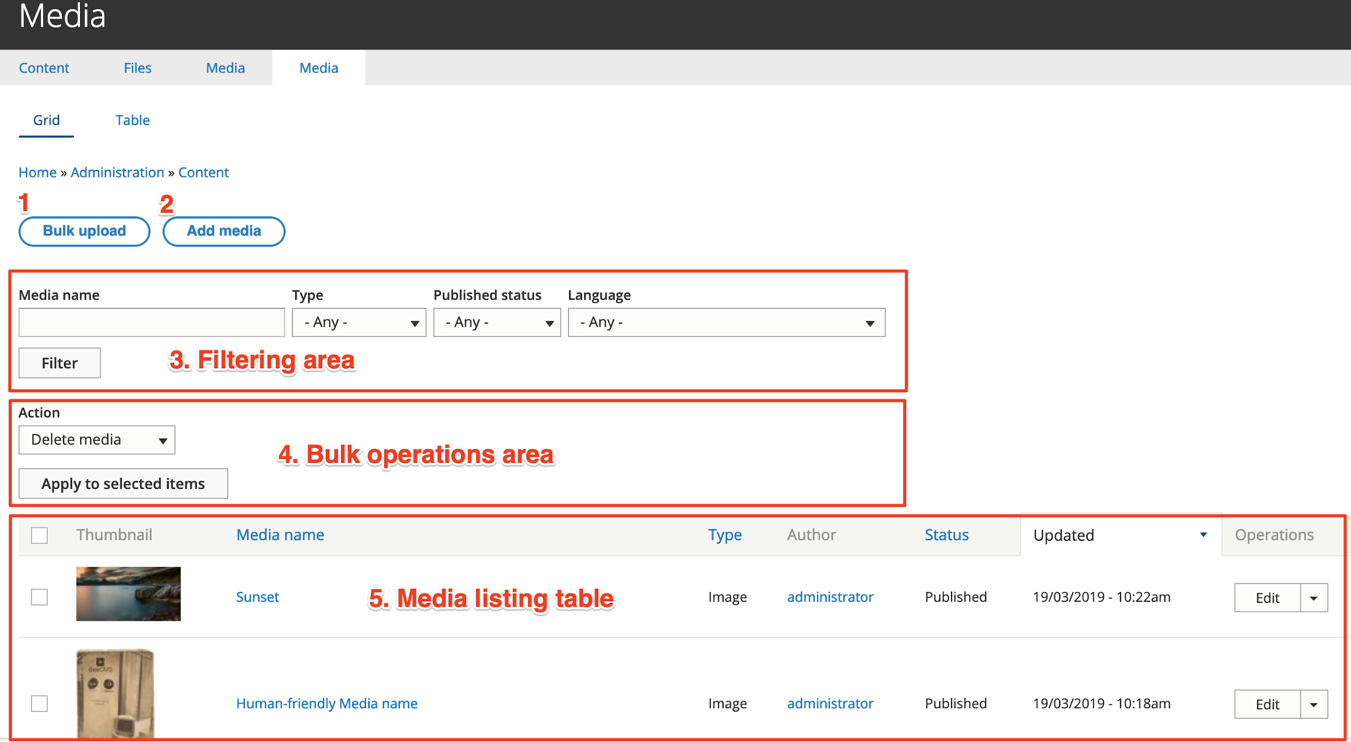 Media
Content Files Media Media
Grid Table
Home » Administration » Content
1 2
Bulk upload Add media
Media name Type Published status Language
- Any - - Any - - Any -
Filter 3. Filtering area
Action
Delete media
4. Bulk operations area
Apply to selected items
Thumbnail Media name Type Author Status Updated Operations
Sunset 5. Media listing table Image administrator Published 19/03/2019 - 10:22am Edit
Human-friendly Media name Image administrator Published 19/03/2019 - 10:18am Edit